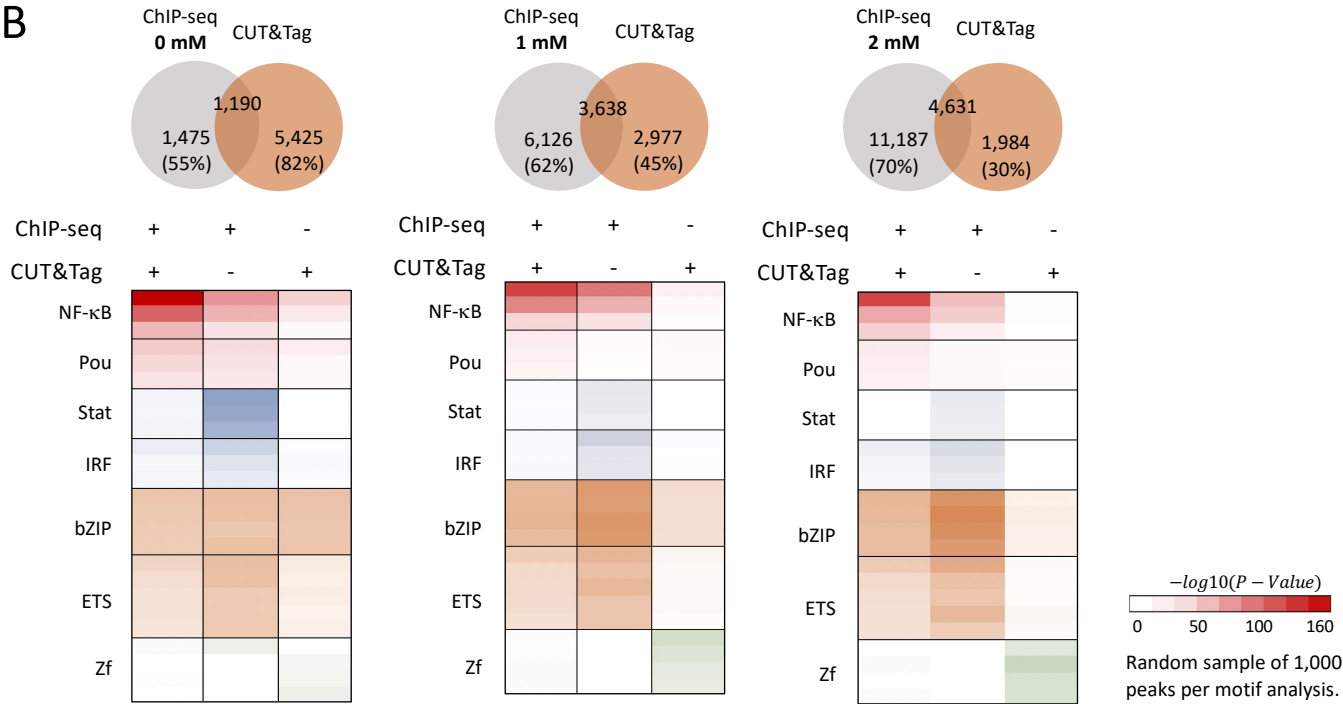 B
ChIP-seq
0 mM
CUT&Tag
1,190
1,475
(55%)
5,425
(82%)
ChIP-seq
1 mM
CUT&Tag
3,638
6,126
(62%)
2,977
(45%)
ChIP-seq
2 mM
CUT&Tag
4,631
11,187
(70%)
1,984
(30%)
ChIP-seq + + -
CUT&Tag + - +
NF-κB
Pou
Stat
IRF
bZIP
ETS
Zf
ChIP-seq + + -
CUT&Tag + - +
NF-κB
Pou
Stat
IRF
bZIP
ETS
Zf
ChIP-seq + + -
CUT&Tag + - +
NF-κB
Pou
Stat
IRF
bZIP
ETS
Zf
−log10(P − Value)
0 50 100 160
Random sample of 1,000
peaks per motif analysis.